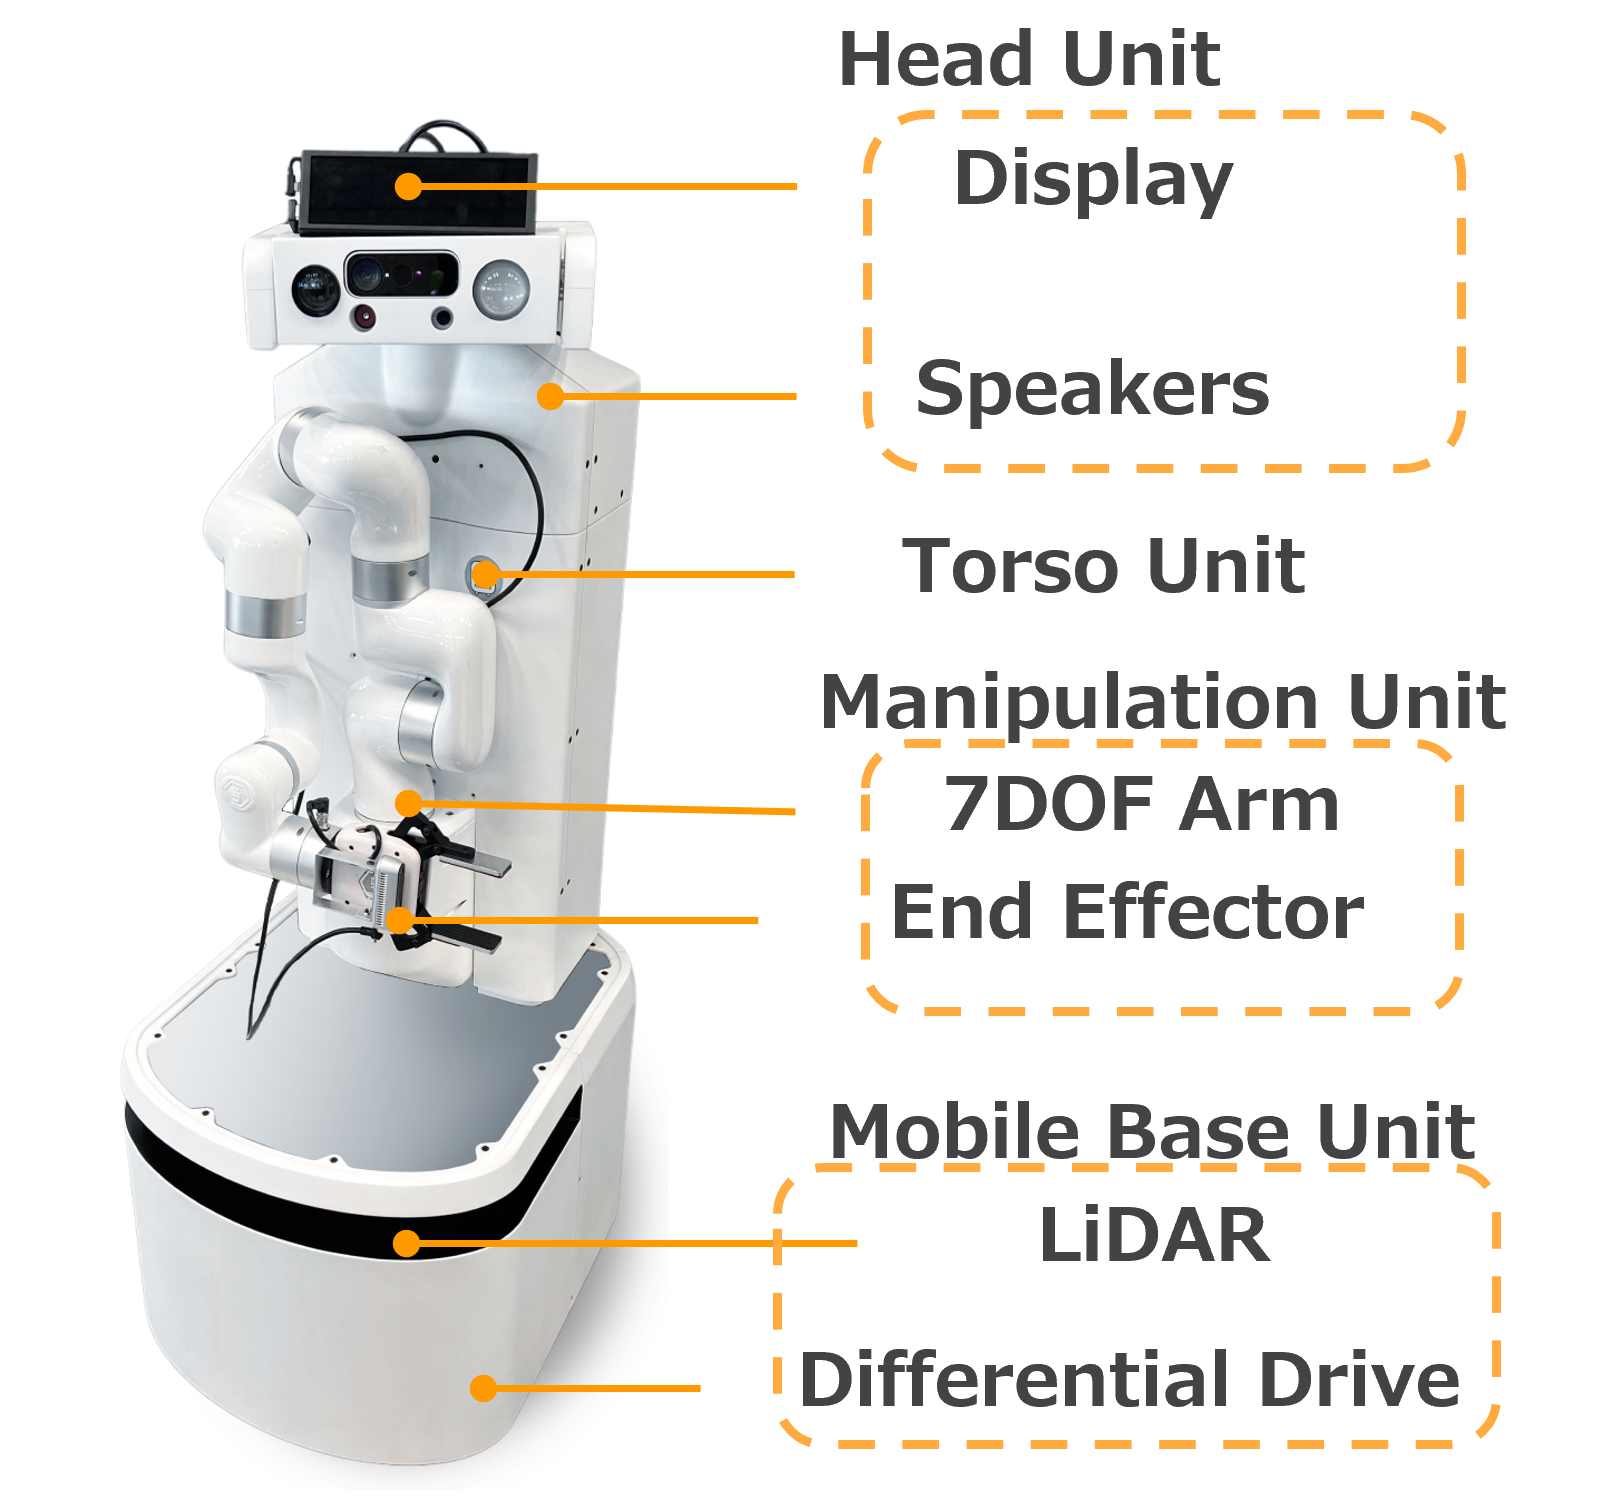 Head Unit
Display
Speakers
Torso Unit
Manipulation Unit
7DOF Arm
End Effector
Mobile Base Unit
LiDAR
Differential Drive